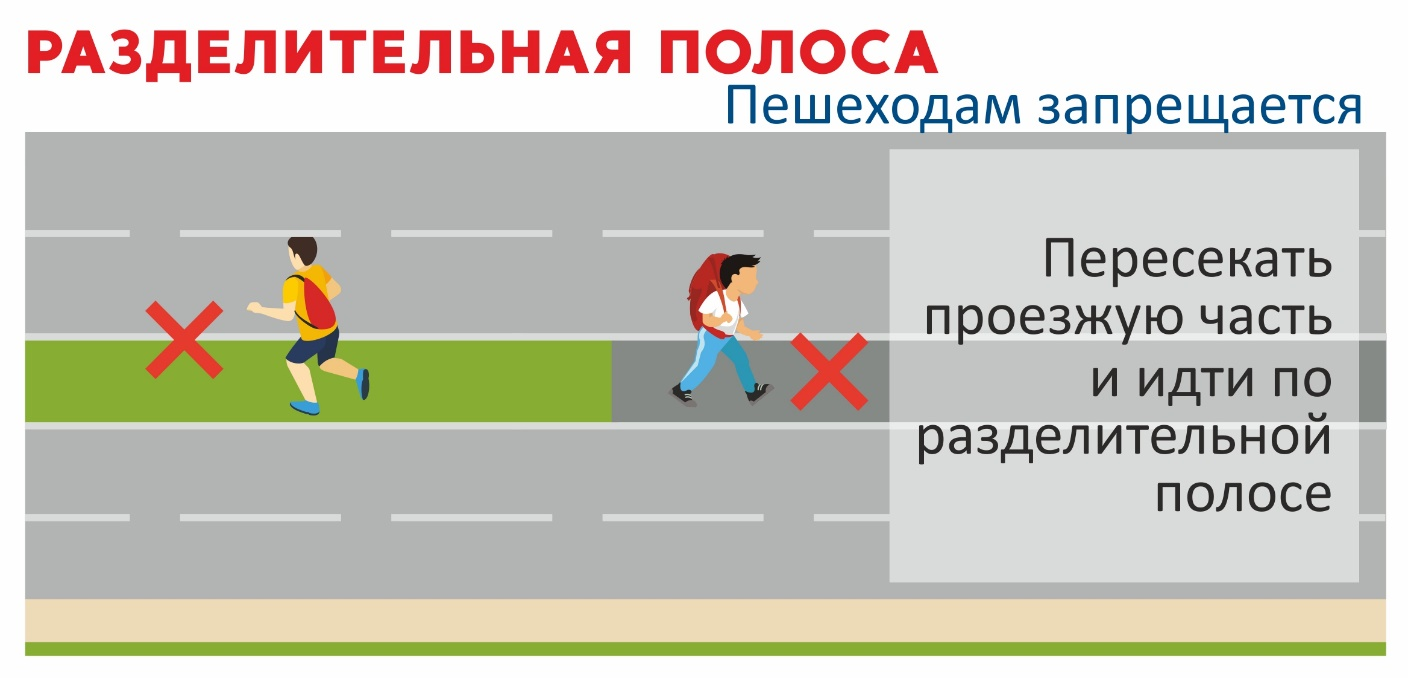 РАЗДЕЛИТЕЛЬНАЯ ПОЛОСА
Пешеходам запрещается
Пересекать
проезжую часть
и идти по
разделительной
полосе